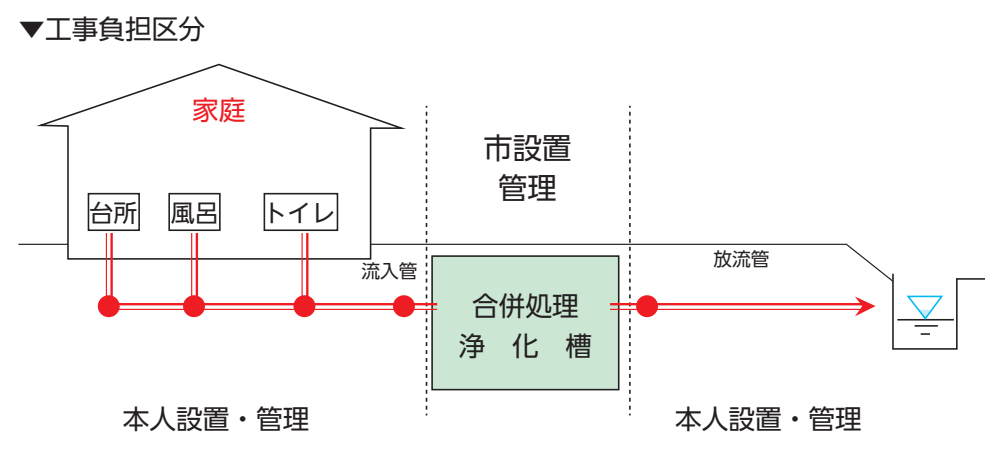 ▼工事負担区分
家庭
台所
風呂
トイレ
市設置
管理
流入管
放流管
合併処理
浄　化　槽
本人設置・管理
本人設置・管理